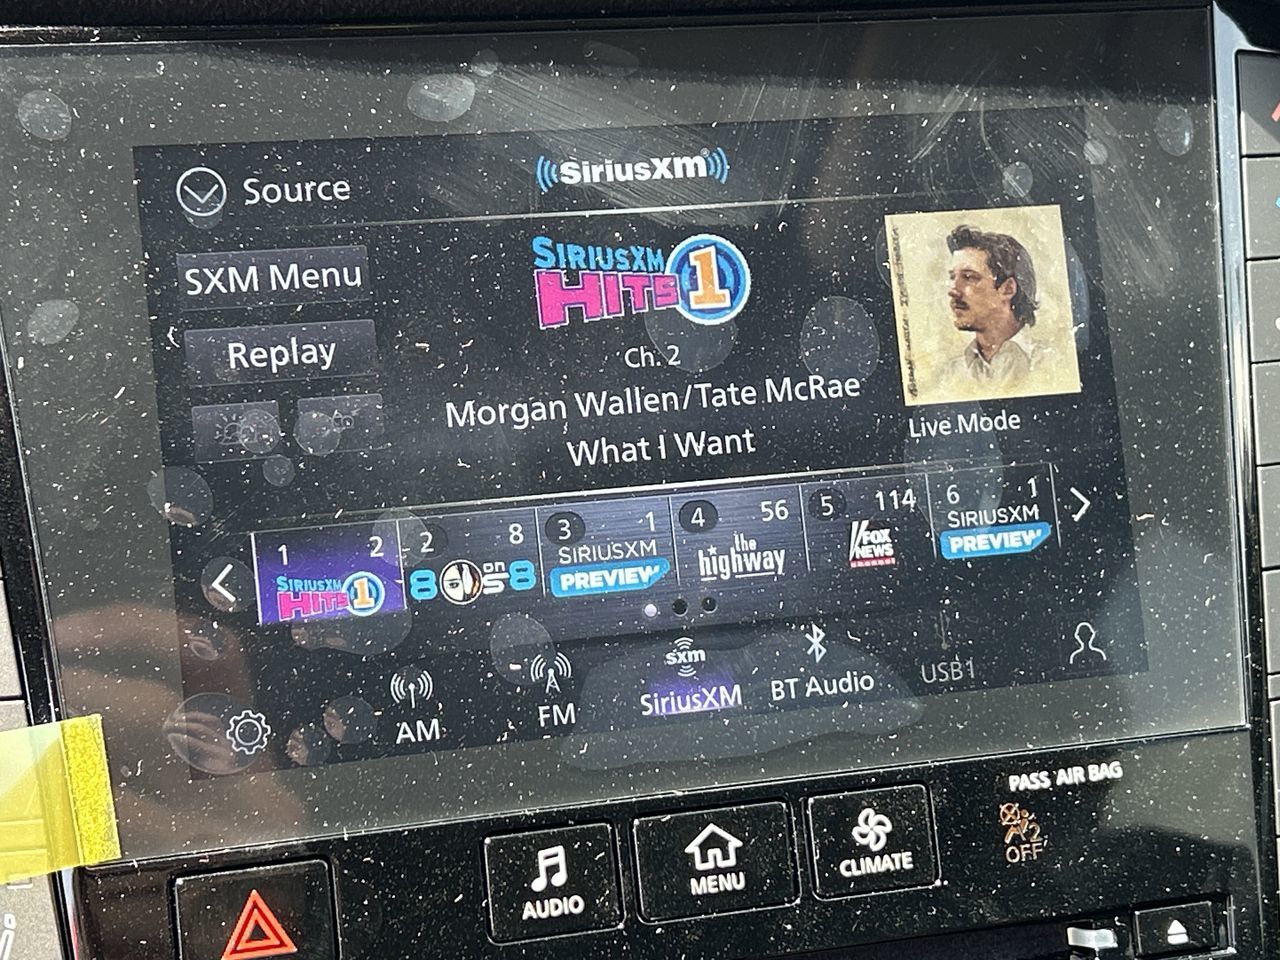 Source
SiriusXM
SXM Menu
SIRIUSXM
HITS 1
Replay
Ch. 2
Morgan Wallen/Tate McRae
What I Want
Live Mode
1 2
SIRIUSXM
HITS 1
2 8
80s on 8
3 1
SIRIUSXM
PREVIEW
4 56
the
highway
5 114
FOX
NEWS
channel
6 1
SIRIUSXM
PREVIEW
AM
FM
sxm
SiriusXM
BT Audio
USB1
PASS AIR BAG
2
OFF
AUDIO
MENU
CLIMATE